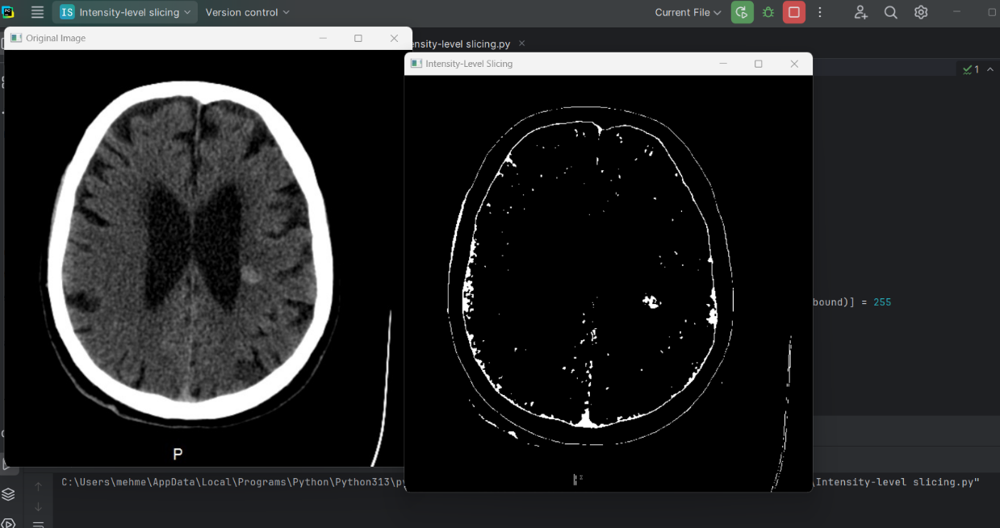 PC
IS Intensity-level slicing Version control Current File
Original Image
ensity-level slicing.py
Intensity-Level Slicing
1
bound)] = 255
P
C:\Users\mehme\AppData\Local\Programs\Python\Python313\py
\Intensity-level slicing.py"